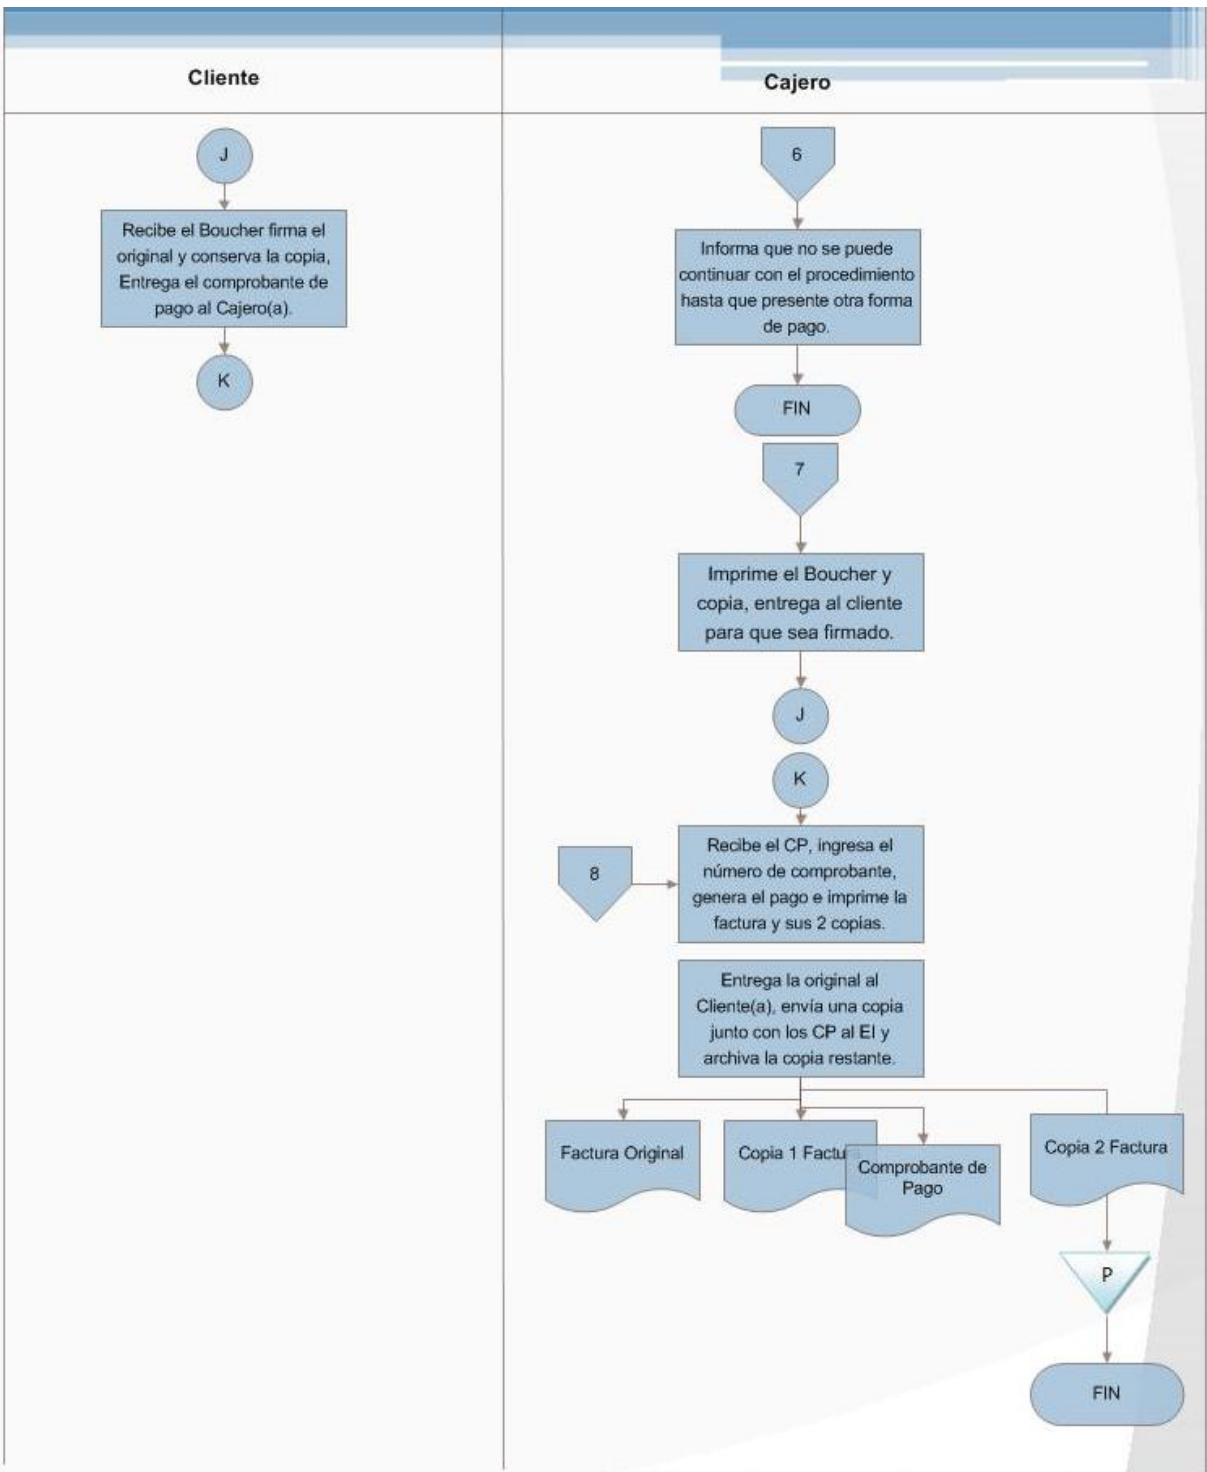 Cliente
Cajero
J
Recibe el Boucher firma el
original y conserva la copia,
Entrega el comprobante de
pago al Cajero(a).
K
6
Informa que no se puede
continuar con el procedimiento
hasta que presente otra forma
de pago.
FIN
7
Imprime el Boucher y
copia, entrega al cliente
para que sea firmado.
J
K
8
Recibe el CP, ingresa el
número de comprobante,
genera el pago e imprime la
factura y sus 2 copias.
Entrega la original al
Cliente(a), envía una copia
junto con los CP al EI y
archiva la copia restante.
Factura Original
Copia 1 Factura
Comprobante de
Pago
Copia 2 Factura
P
FIN